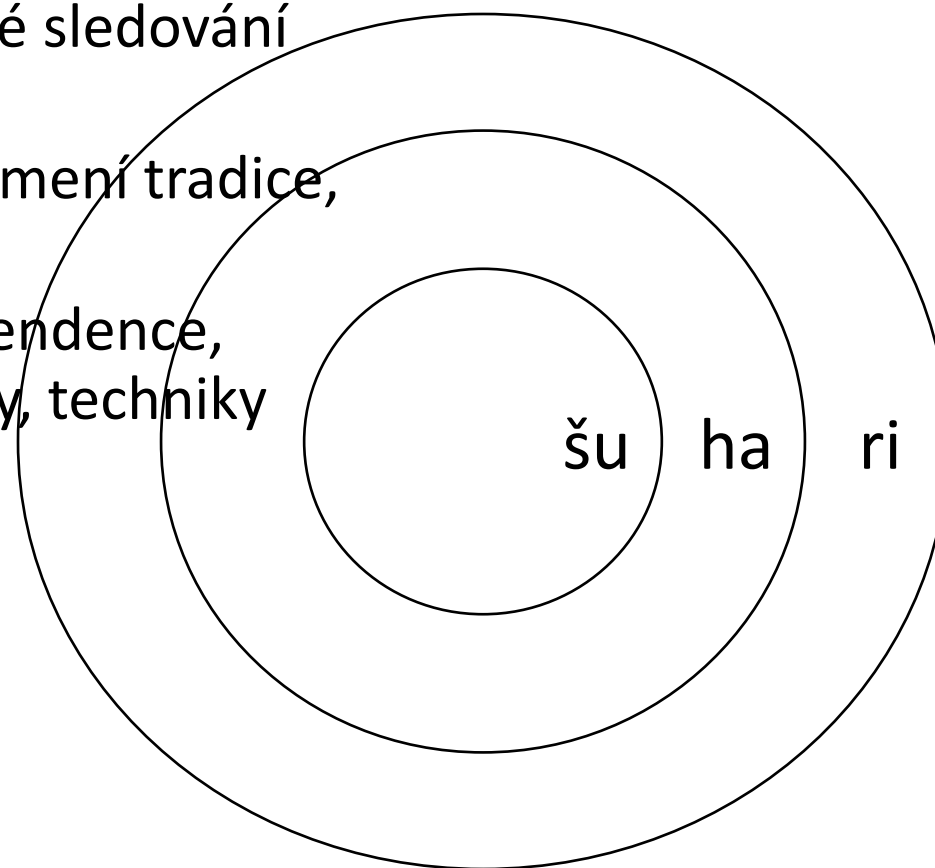 é sledování
mení tradice,
endence,
y, techniky
šu ha ri